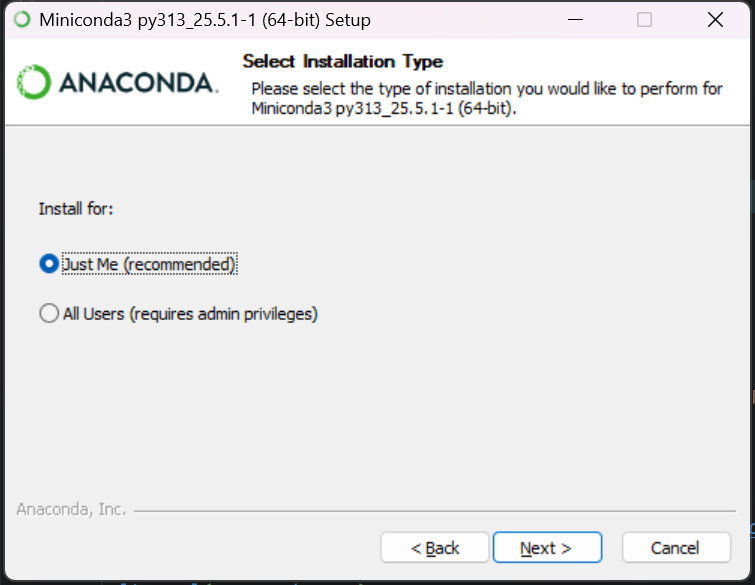 Miniconda3 py313_25.5.1-1 (64-bit) Setup
ANACONDA.
Select Installation Type
Please select the type of installation you would like to perform for
Miniconda3 py313_25.5.1-1 (64-bit).
Install for:
Just Me (recommended)
All Users (requires admin privileges)
Anaconda, Inc.
< Back
Next >
Cancel